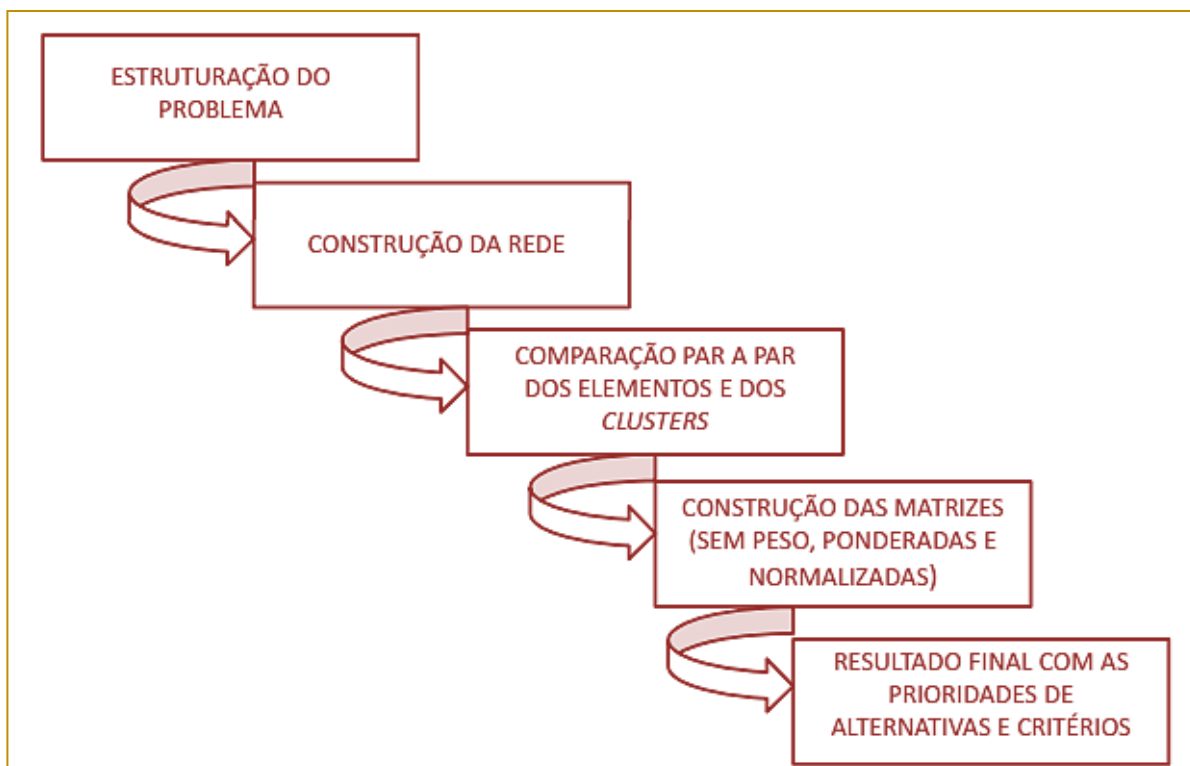 ESTRUTURAÇÃO DO
PROBLEMA
CONSTRUÇÃO DA REDE
COMPARAÇÃO PAR A PAR
DOS ELEMENTOS E DOS
CLUSTERS
CONSTRUÇÃO DAS MATRIZES
(SEM PESO, PONDERADAS E
NORMALIZADAS)
RESULTADO FINAL COM AS
PRIORIDADES DE
ALTERNATIVAS E CRITÉRIOS